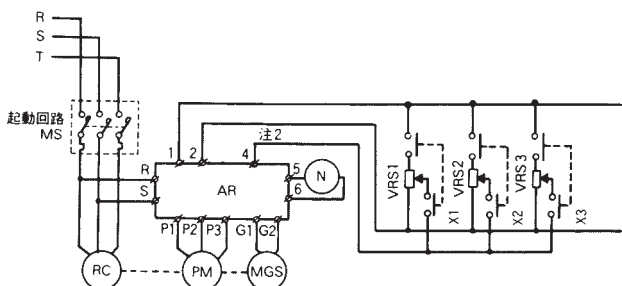 R
S
T
起動回路
MS
1 2 4 注2
R
S
AR
5
6
N
P1 P2 P3 G1 G2
RC
PM
MGS
VRS1
VRS2
VRS3
X1
X2
X3